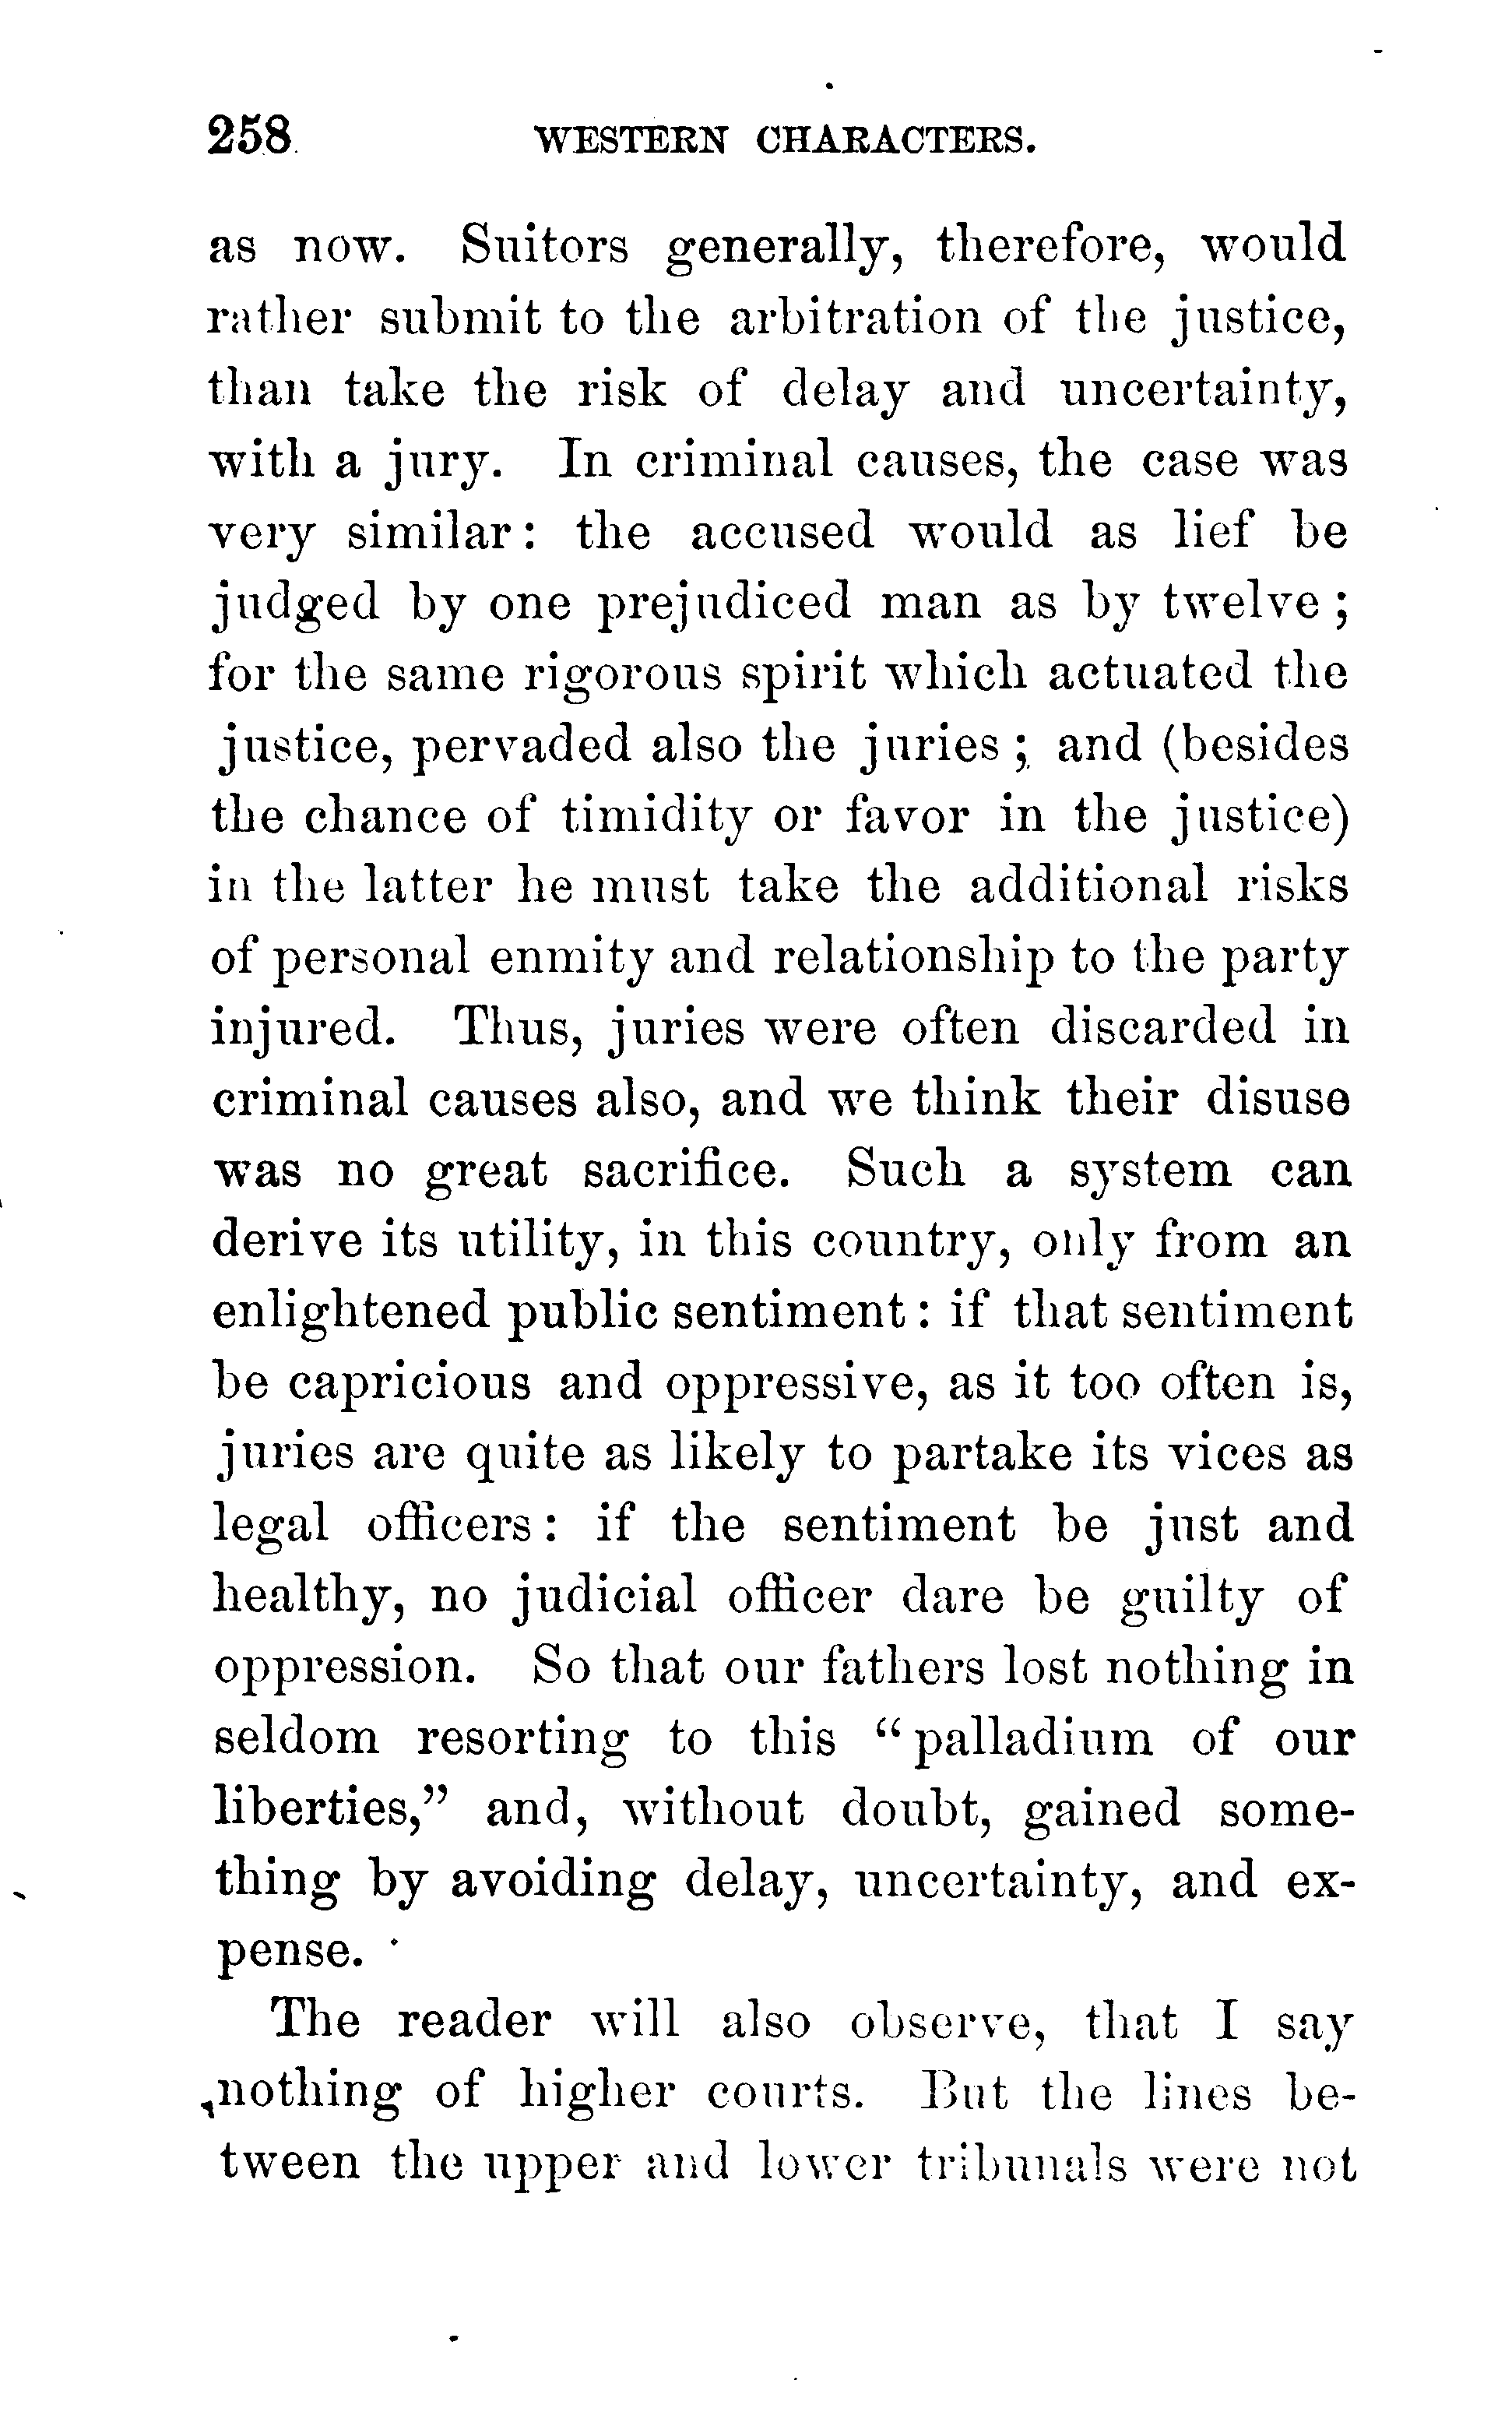 258 WESTERN CHARACTERS.
as now. Suitors generally, therefore, would
rather submit to the arbitration of the justice,
than take the risk of delay and uncertainty,
with a jury. In criminal causes, the case was
very similar: the accused would as lief be
judged by one prejudiced man as by twelve;
for the same rigorous spirit which actuated the
justice, pervaded also the juries; and (besides
the chance of timidity or favor in the justice)
in the latter he must take the additional risks
of personal enmity and relationship to the party
injured. Thus, juries were often discarded in
criminal causes also, and we think their disuse
was no great sacrifice. Such a system can
derive its utility, in this country, only from an
enlightened public sentiment: if that sentiment
be capricious and oppressive, as it too often is,
juries are quite as likely to partake its vices as
legal officers: if the sentiment be just and
healthy, no judicial officer dare be guilty of
oppression. So that our fathers lost nothing in
seldom resorting to this "palladium of our
liberties," and, without doubt, gained some-
thing by avoiding delay, uncertainty, and ex-
pense.
The reader will also observe, that I say
nothing of higher courts. But the lines be-
tween the upper and lower tribunals were not